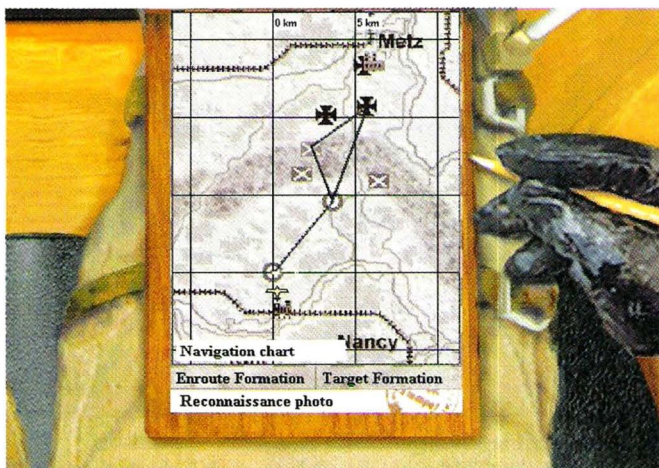 0 km 5 km
Metz
Nancy
Navigation chart
Enroute Formation Target Formation
Reconnaissance photo